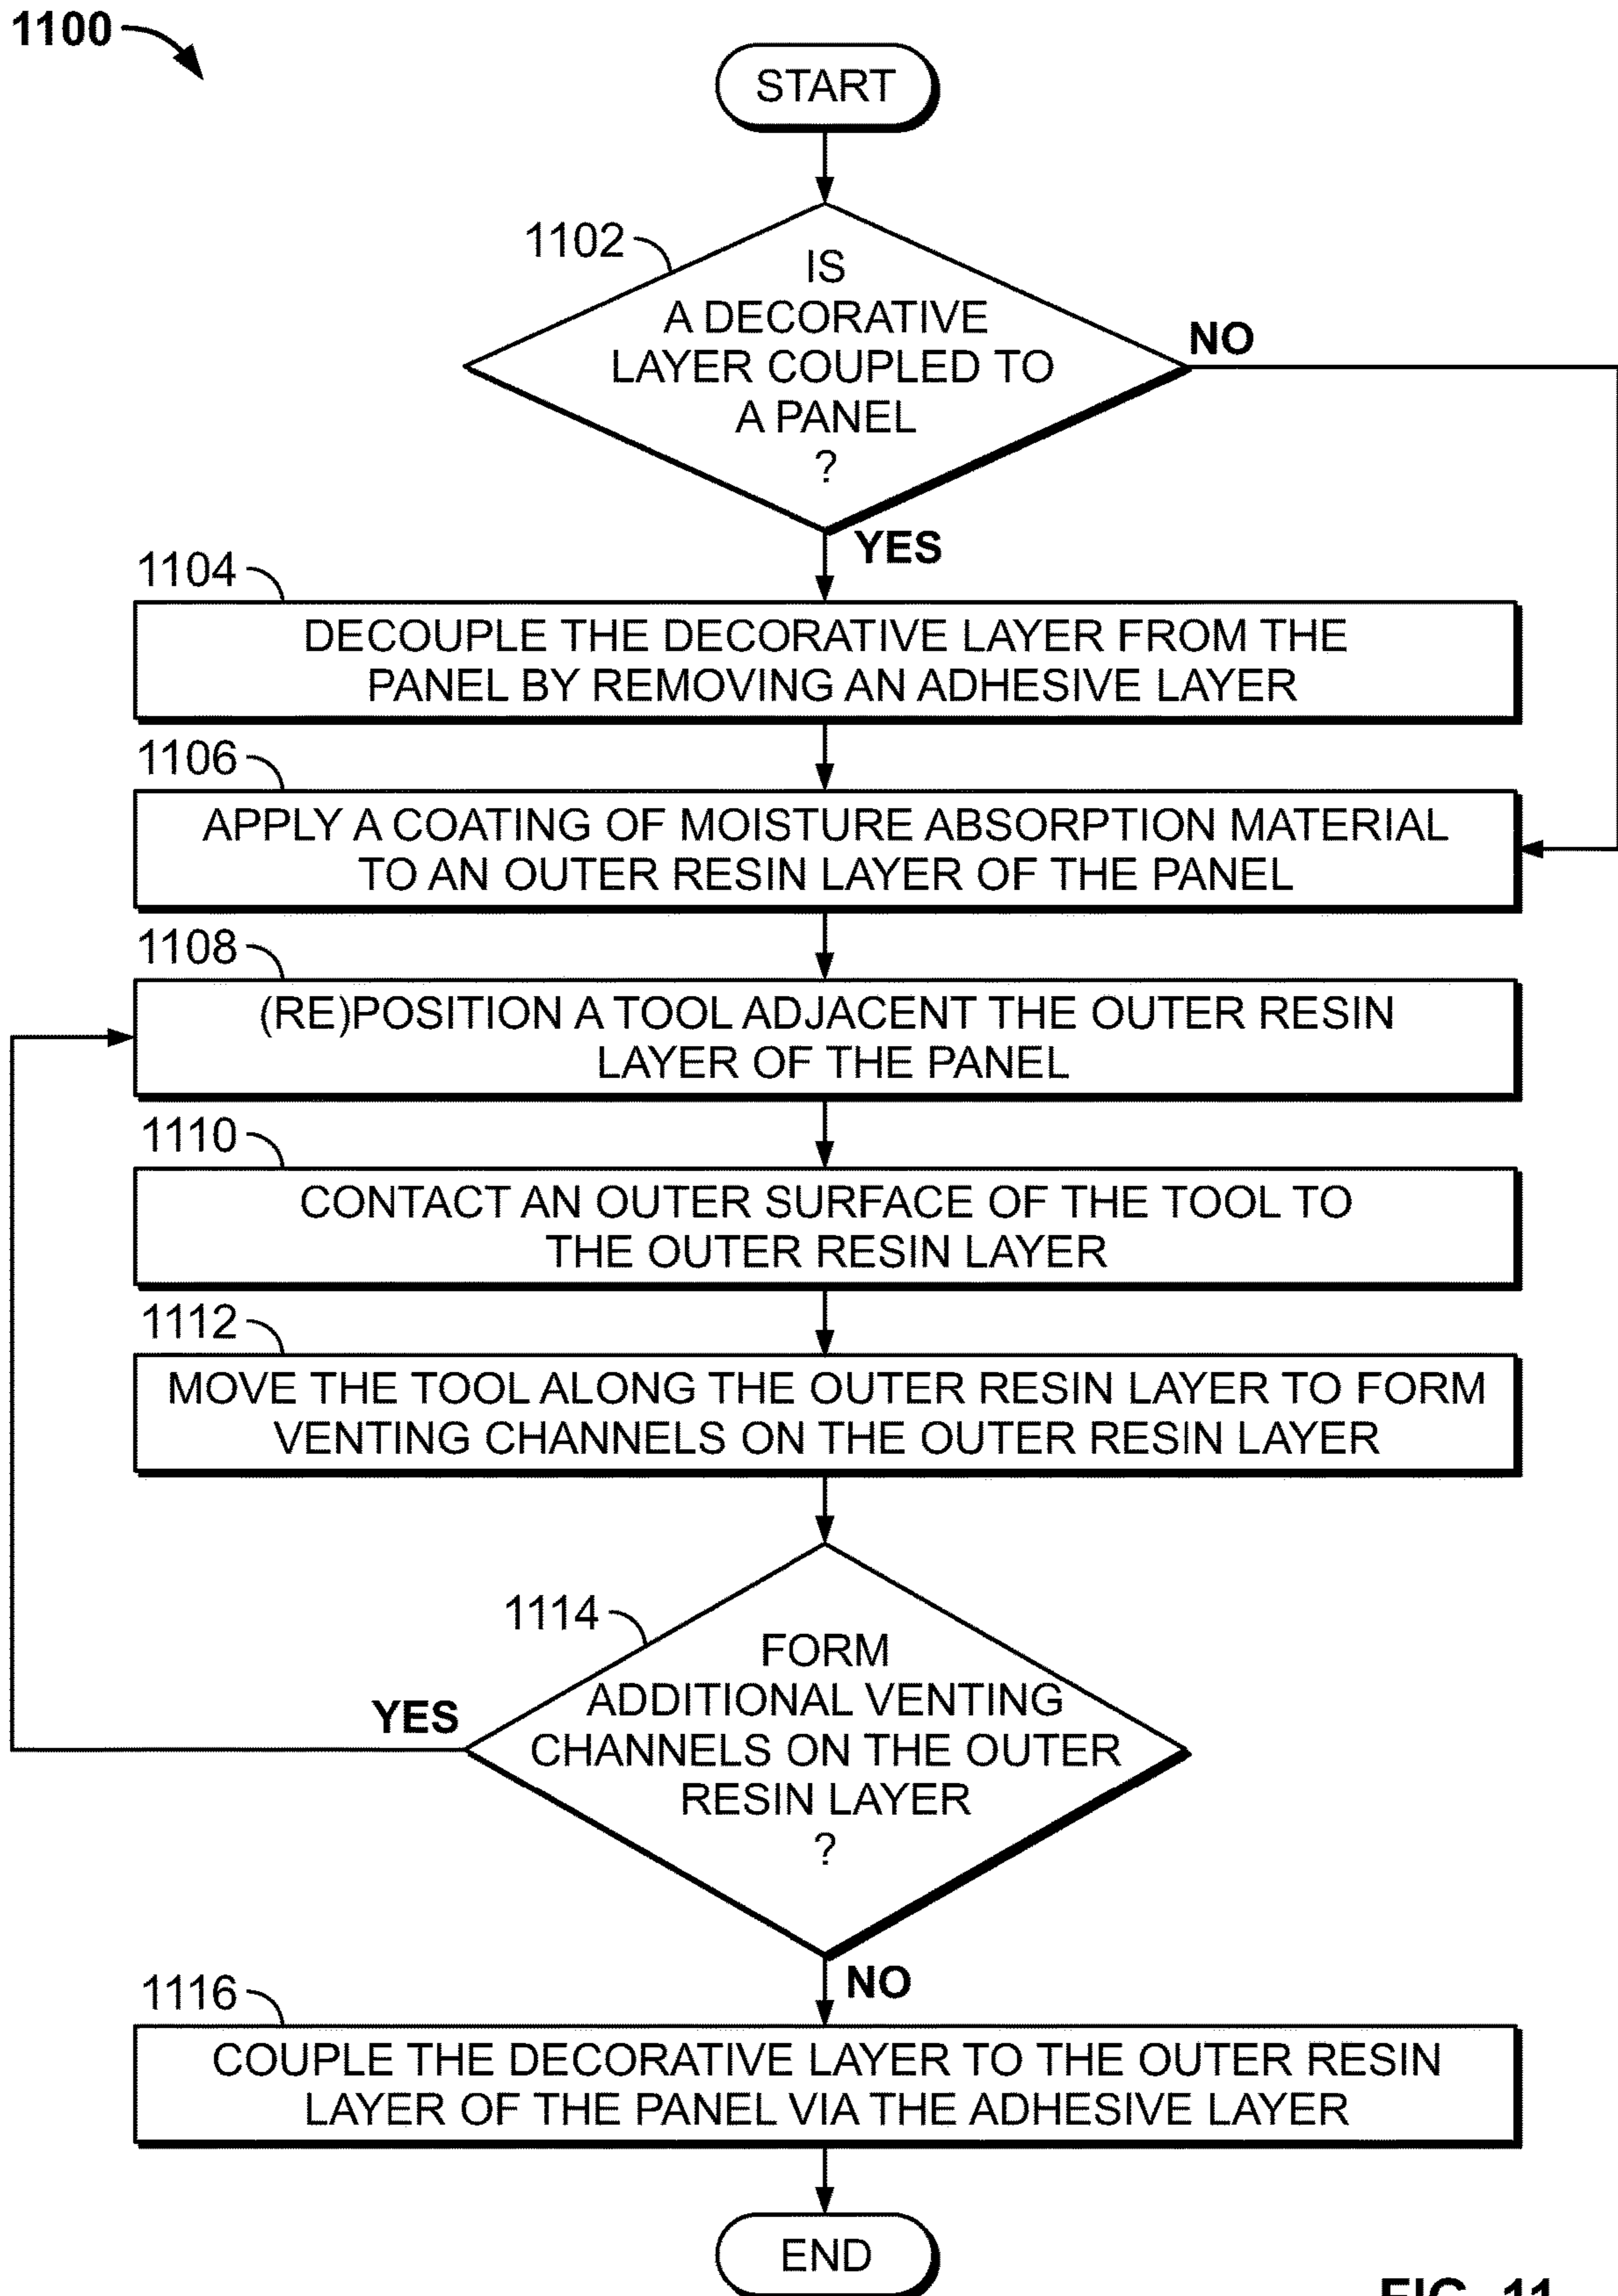 1100
START
1102
IS
A DECORATIVE
LAYER COUPLED TO
A PANEL
?
NO
YES
1104
DECOUPLE THE DECORATIVE LAYER FROM THE
PANEL BY REMOVING AN ADHESIVE LAYER
1106
APPLY A COATING OF MOISTURE ABSORPTION MATERIAL
TO AN OUTER RESIN LAYER OF THE PANEL
1108
(RE)POSITION A TOOL ADJACENT THE OUTER RESIN
LAYER OF THE PANEL
1110
CONTACT AN OUTER SURFACE OF THE TOOL TO
THE OUTER RESIN LAYER
1112
MOVE THE TOOL ALONG THE OUTER RESIN LAYER TO FORM
VENTING CHANNELS ON THE OUTER RESIN LAYER
1114
FORM
ADDITIONAL VENTING
CHANNELS ON THE OUTER
RESIN LAYER
?
YES
NO
1116
COUPLE THE DECORATIVE LAYER TO THE OUTER RESIN
LAYER OF THE PANEL VIA THE ADHESIVE LAYER
END
FIG. 11